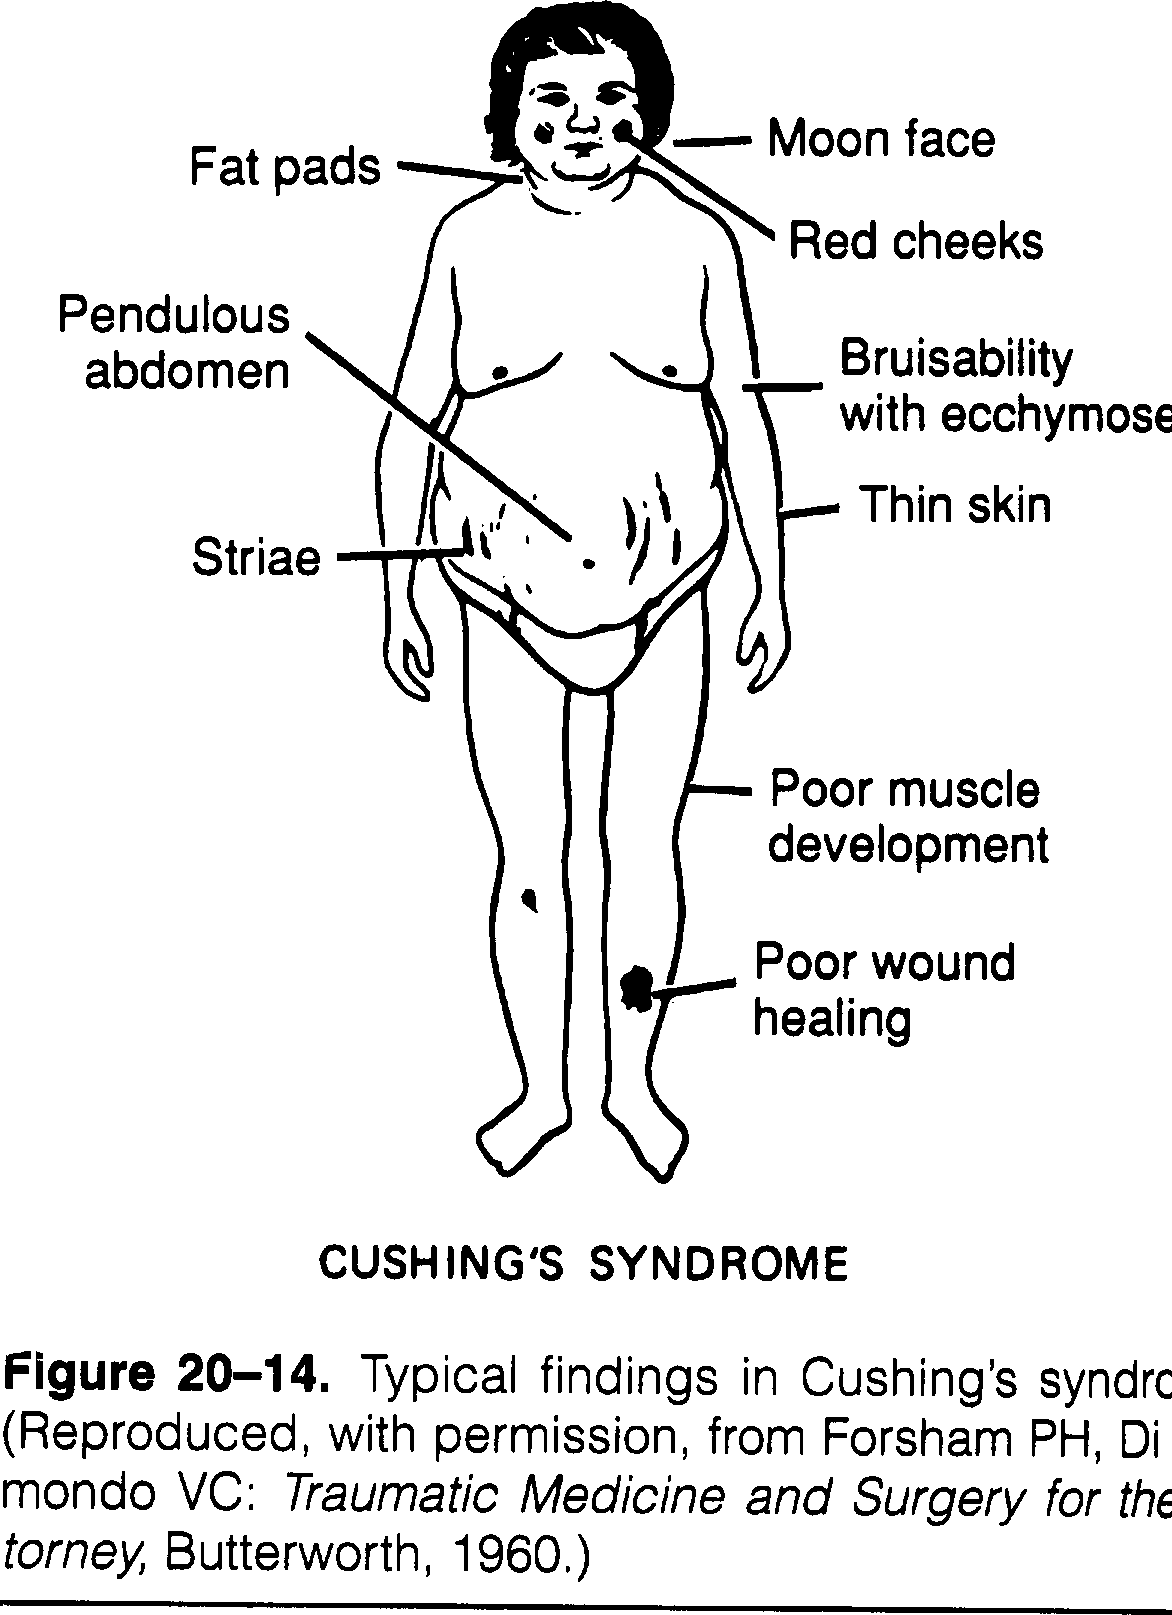 Moon face
Fat pads
Red cheeks
Pendulous
abdomen
Bruisability
with ecchymose
Thin skin
Striae
Poor muscle
development
Poor wound
healing
CUSHING'S SYNDROME
Figure 20–14. Typical findings in Cushing's syndro
(Reproduced, with permission, from Forsham PH, Di
mondo VC: Traumatic Medicine and Surgery for the
torney, Butterworth, 1960.)